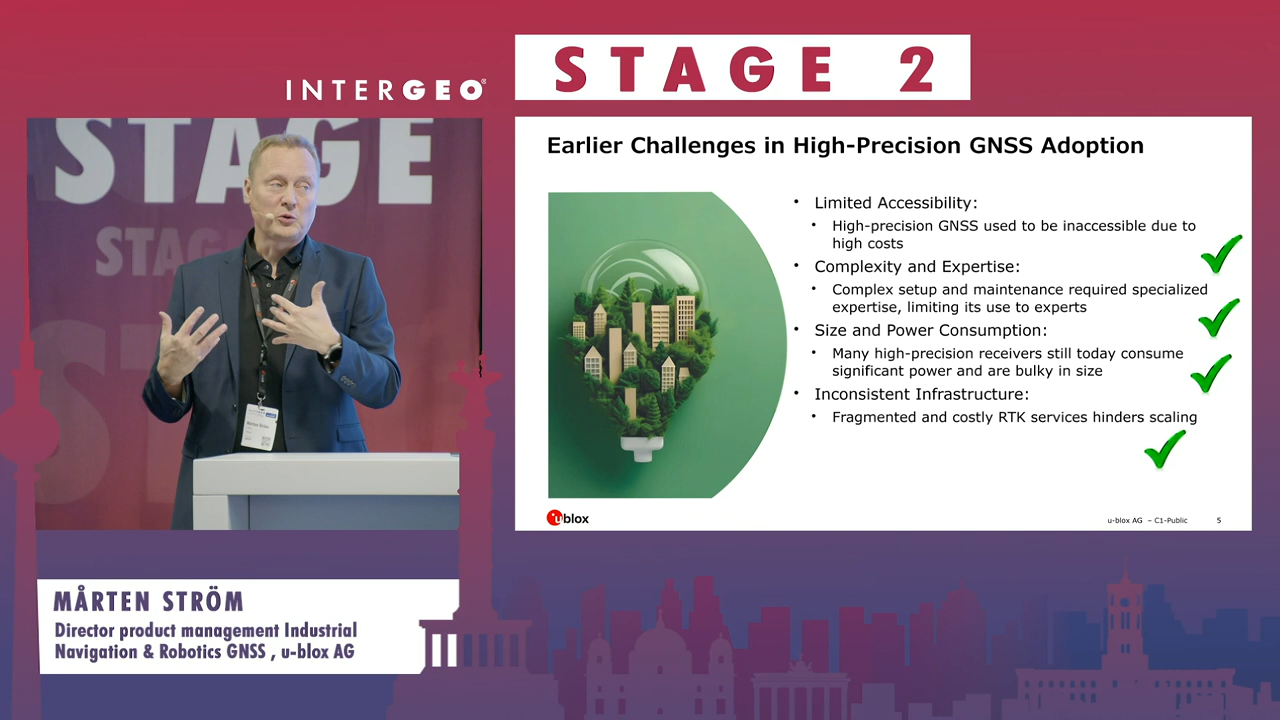 INTERGEO®
STAGE 2
STAGE
STAG
ST
MÅRTEN STRÖM
Director product management Industrial
Navigation & Robotics GNSS , u-blox AG
Earlier Challenges in High-Precision GNSS Adoption
• Limited Accessibility:
• High-precision GNSS used to be inaccessible due to
high costs
• Complexity and Expertise:
• Complex setup and maintenance required specialized
expertise, limiting its use to experts
• Size and Power Consumption:
• Many high-precision receivers still today consume
significant power and are bulky in size
• Inconsistent Infrastructure:
• Fragmented and costly RTK services hinders scaling
ublox
u-blox AG – C1-Public 5